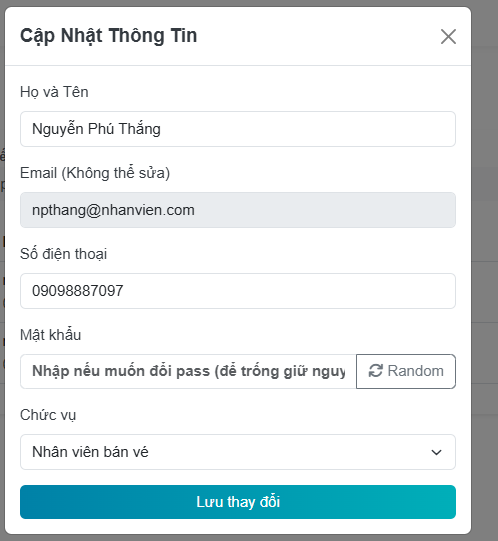 Cập Nhật Thông Tin
Họ và Tên
Nguyễn Phú Thắng
Email (Không thể sửa)
npthang@nhanvien.com
Số điện thoại
09098887097
Mật khẩu
Nhập nếu muốn đổi pass (để trống giữ nguy
Random
Chức vụ
Nhân viên bán vé
Lưu thay đổi